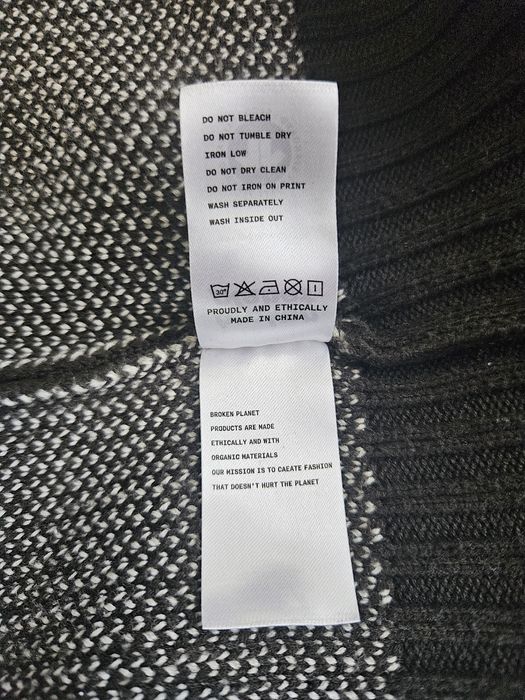 DO NOT BLEACH
DO NOT TUMBLE DRY
IRON LOW
DO NOT DRY CLEAN
DO NOT IRON ON PRINT
WASH SEPARATELY
WASH INSIDE OUT
30°
PROUDLY AND ETHICALLY
MADE IN CHINA
BROKEN PLANET
PRODUCTS ARE MADE
ETHICALLY AND WITH
ORGANIC MATERIALS
OUR MISSION IS TO CAEATE FASHION
THAT DOESN'T HURT THE PLANET